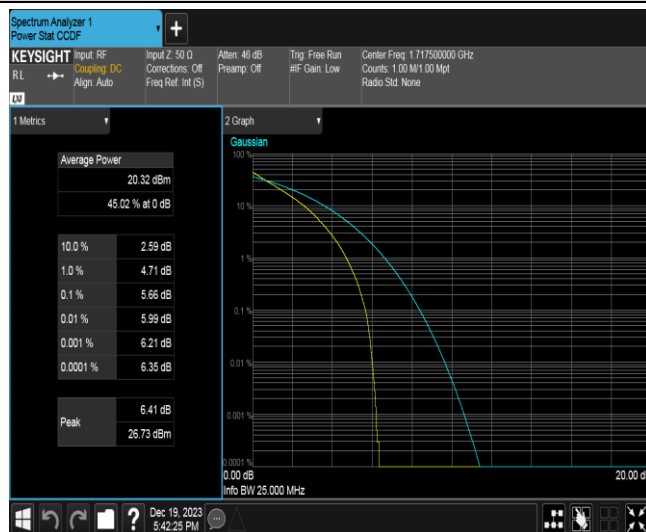 Spectrum Analyzer 1
Power Stat CCDF
KEYSIGHT Input: RF Input Z: 50 Ω Atten: 46 dB Trig: Free Run Center Freq: 1.717500000 GHz
RL Coupling: DC Corrections: Off Preamp: Off #IF Gain: Low Counts: 1.00 M/1.00 Mpt
Align: Auto Freq Ref: Int (S) Radio Std: None
LXI
1 Metrics
Average Power
20.32 dBm
45.02 % at 0 dB
10.0 % 2.59 dB
1.0 % 4.71 dB
0.1 % 5.66 dB
0.01 % 5.99 dB
0.001 % 6.21 dB
0.0001 % 6.35 dB
Peak 6.41 dB
26.73 dBm
2 Graph
Gaussian
100 %
10 %
1 %
0.1 %
0.01 %
0.001 %
0.0001 %
0.00 dB 20.00 d
Info BW 25.000 MHz
Dec 19, 2023
5:42:25 PM